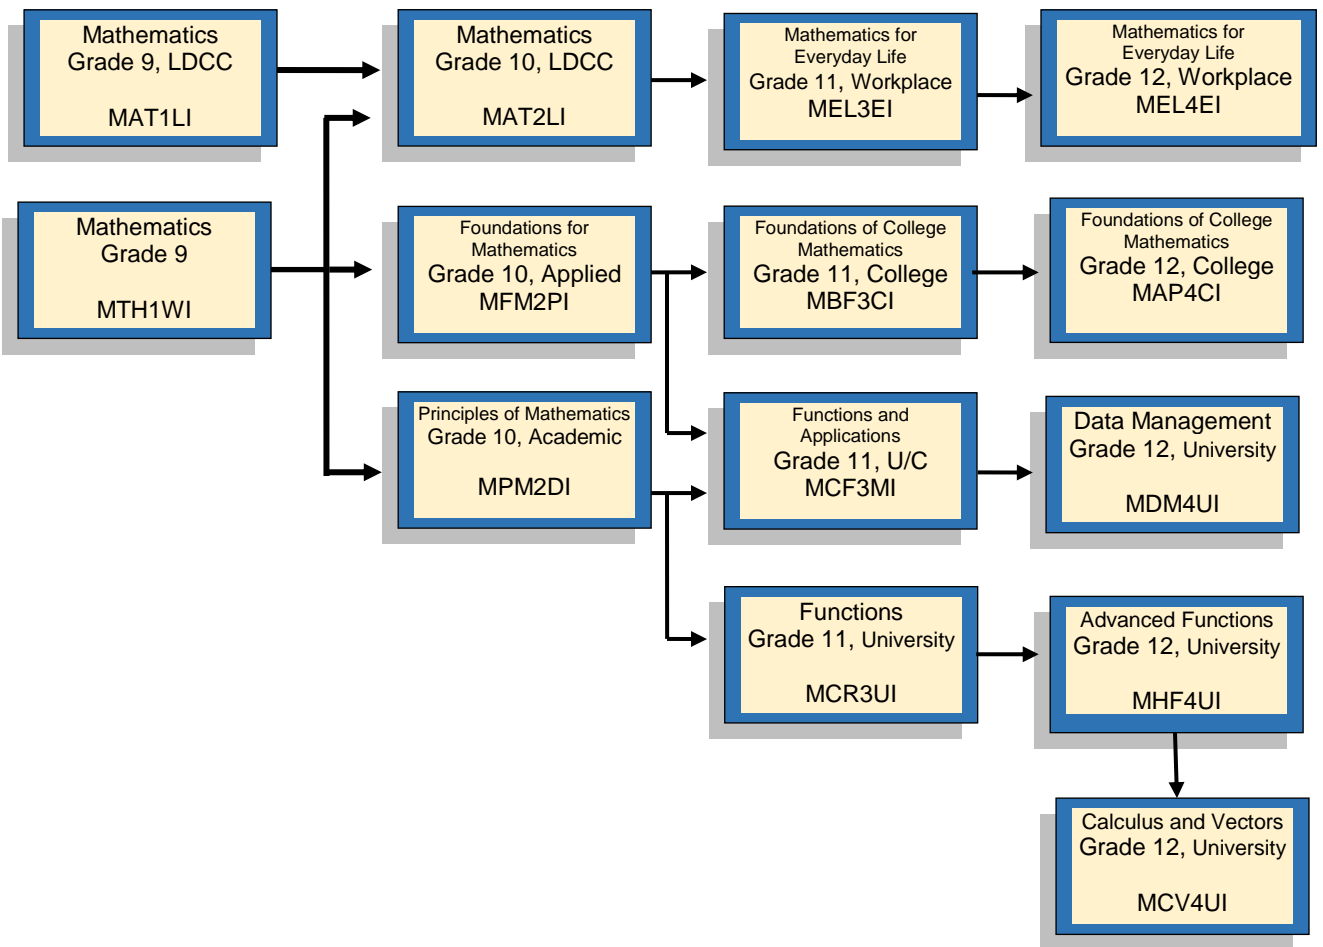 Mathematics
Grade 9, LDCC
MAT1LI
Mathematics
Grade 10, LDCC
MAT2LI
Mathematics for
Everyday Life
Grade 11, Workplace
MEL3EI
Mathematics for
Everyday Life
Grade 12, Workplace
MEL4EI
Mathematics
Grade 9
MTH1WI
Foundations for
Mathematics
Grade 10, Applied
MFM2PI
Foundations of College
Mathematics
Grade 11, College
MBF3CI
Foundations of College
Mathematics
Grade 12, College
MAP4CI
Principles of Mathematics
Grade 10, Academic
MPM2DI
Functions and
Applications
Grade 11, U/C
MCF3MI
Data Management
Grade 12, University
MDM4UI
Functions
Grade 11, University
MCR3UI
Advanced Functions
Grade 12, University
MHF4UI
Calculus and Vectors
Grade 12, University
MCV4UI